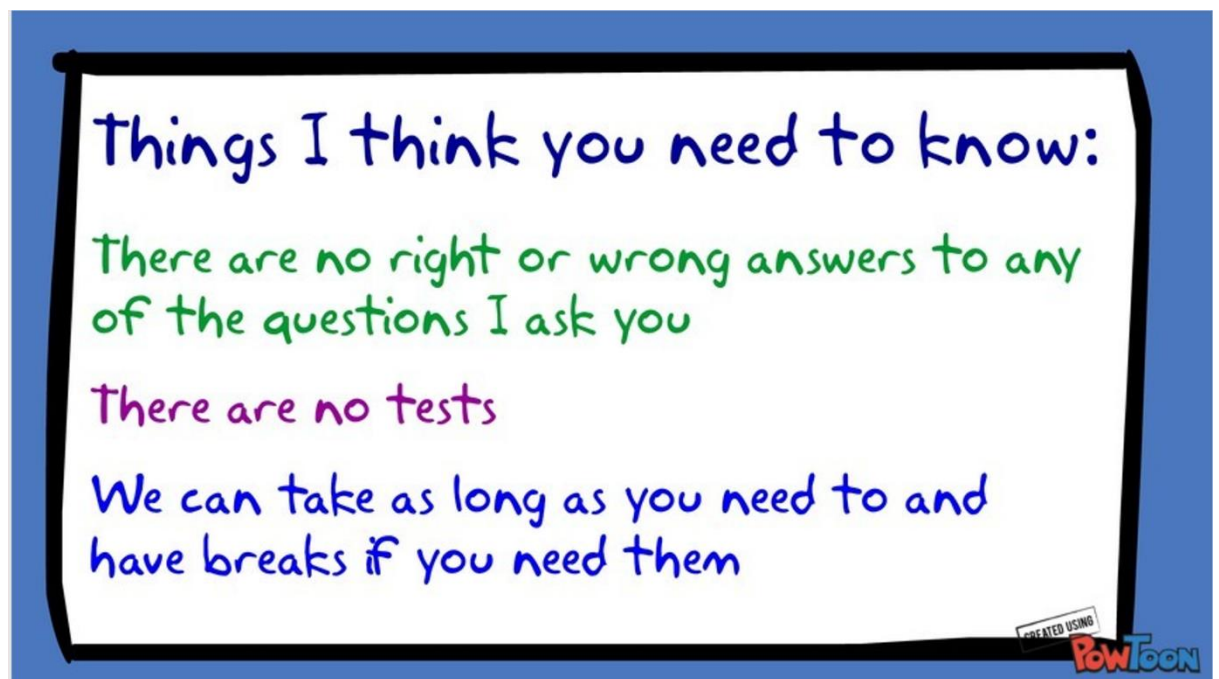 Things I think you need to know:
There are no right or wrong answers to any
of the questions I ask you
There are no tests
We can take as long as you need to and
have breaks if you need them
CREATED USING
POWTOON